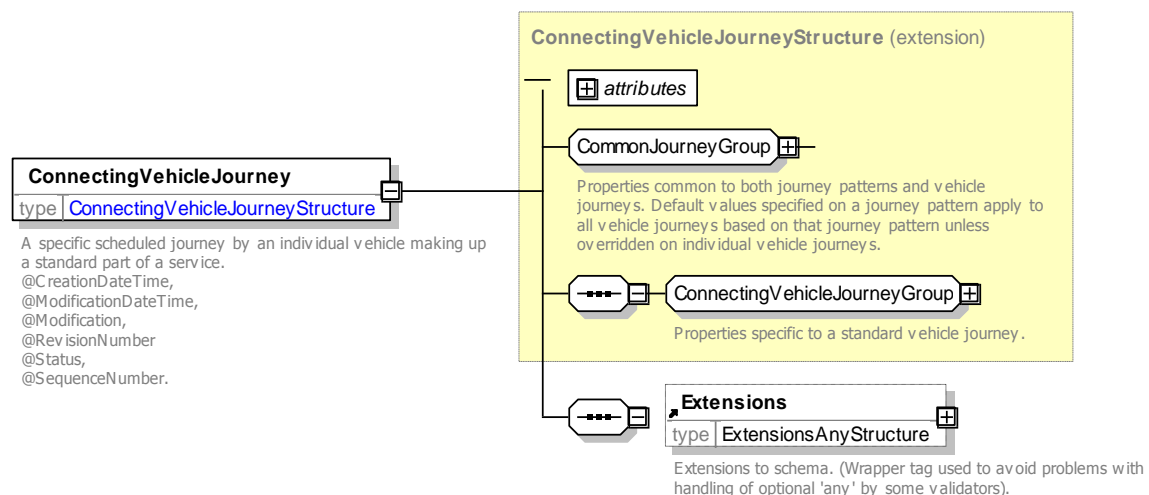 ConnectingVehicleJourneyStructure (extension)
attributes
CommonJourneyGroup
Properties common to both journey patterns and vehicle
journeys. Default values specified on a journey pattern apply to
all vehicle journeys based on that journey pattern unless
overridden on individual vehicle journeys.
ConnectingVehicleJourney
type ConnectingVehicleJourneyStructure
A specific scheduled journey by an individual vehicle making up
a standard part of a service.
@CreationDateTime,
@ModificationDateTime,
@Modification,
@RevisionNumber
@Status,
@SequenceNumber.
ConnectingVehicleJourneyGroup
Properties specific to a standard vehicle journey.
Extensions
type ExtensionsAnyStructure
Extensions to schema. (Wrapper tag used to avoid problems with
handling of optional 'any' by some validators).